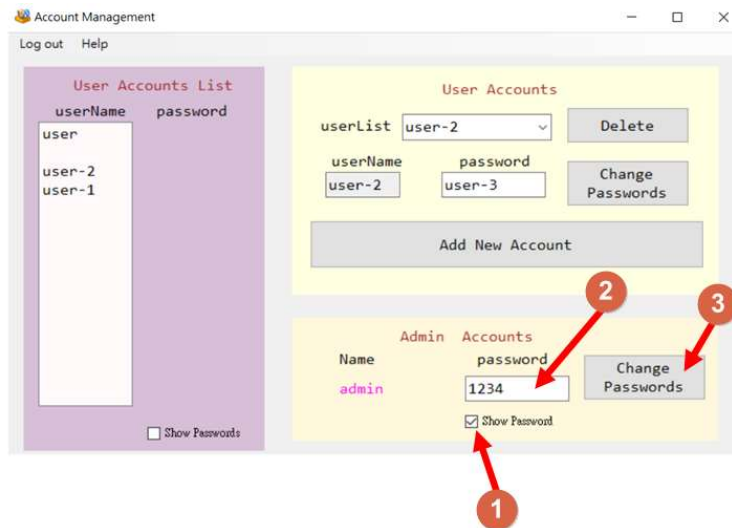 Account Management
Log out Help
User Accounts List
userName password
user
user-2
user-1
Show Passwords
User Accounts
userList user-2 Delete
userName password
user-2 user-3 Change Passwords
Add New Account
2
3
Admin Accounts
Name password
admin 1234 Change Passwords
Show Password
1